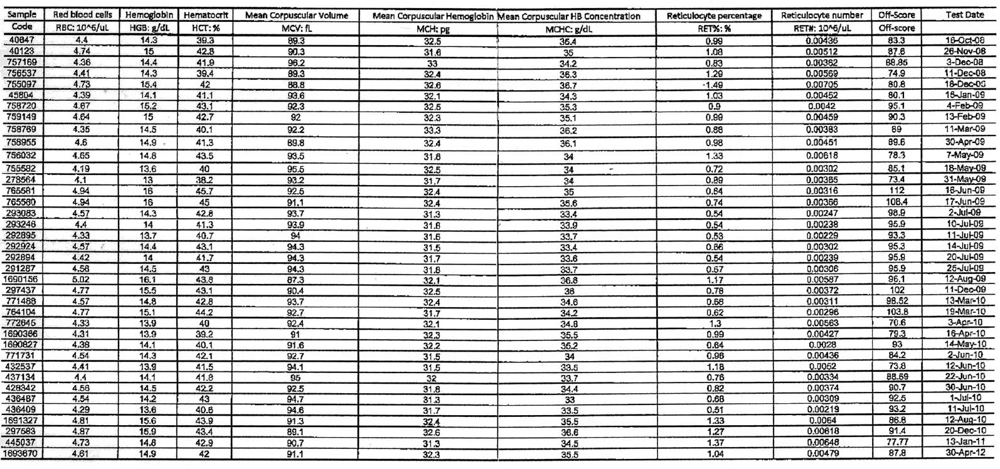 Sample Red blood cells Hemoglobin Hematocrit Mean Corpuscular Volume Mean Corpuscular Hemoglobin Mean Corpuscular HB Concentration Reticulocyte percentage Reticulocyte number Off-Score Test Date
Code RBC: 10^6/uL HGB: g/dL HCT: % MCV: fL MCH: pg MCHC: g/dL RET%: % RET#: 10^6/uL Off-score
40647 4.4 14.3 39.3 89.3 32.5 36.4 0.99 0.00436 83.3 16-Oct-08
40123 4.74 15 42.8 90.3 31.6 35 1.08 0.00512 87.6 26-Nov-08
757169 4.36 14.4 41.9 96.2 33 34.2 0.83 0.00362 88.85 3-Dec-08
756537 4.41 14.3 39.4 89.3 32.4 36.3 1.29 0.00569 74.9 11-Dec-08
755097 4.73 15.4 42 88.8 32.6 36.7 1.49 0.00705 80.8 18-Dec-08
45804 4.39 14.1 41.1 93.6 32.1 34.3 1.03 0.00452 80.1 16-Jan-09
758720 4.67 15.2 43.1 92.3 32.5 35.3 0.9 0.0042 95.1 4-Feb-09
759149 4.64 15 42.7 92 32.3 35.1 0.99 0.00459 90.3 13-Feb-09
758769 4.35 14.5 40.1 92.2 33.3 36.2 0.88 0.00383 89 11-Mar-09
758955 4.6 14.9 41.3 89.8 32.4 36.1 0.98 0.00451 89.6 30-Apr-09
756032 4.65 14.8 43.5 93.5 31.8 34 1.33 0.00618 78.3 7-May-09
755582 4.19 13.6 40 95.5 32.5 34 0.72 0.00302 85.1 18-May-09
278564 4.1 13 38.2 93.2 31.7 34 0.89 0.00365 73.4 31-May-09
765581 4.94 16 45.7 92.5 32.4 35 0.64 0.00316 112 16-Jun-09
765580 4.94 16 45 91.1 32.4 35.6 0.74 0.00366 108.4 17-Jun-09
293083 4.57 14.3 42.8 93.7 31.3 33.4 0.54 0.00247 98.9 2-Jul-09
293246 4.4 14 41.3 93.9 31.8 33.9 0.54 0.00238 95.9 10-Jul-09
292895 4.33 13.7 40.7 94 31.6 33.7 0.53 0.00229 93.3 11-Jul-09
292924 4.57 14.4 43.1 94.3 31.5 33.4 0.66 0.00302 95.3 14-Jul-09
292894 4.42 14 41.7 94.3 31.7 33.6 0.54 0.00239 95.9 20-Jul-09
291287 4.56 14.5 43 94.3 31.8 33.7 0.67 0.00306 95.9 25-Jul-09
1690156 5.02 16.1 43.8 87.3 32.1 36.8 1.17 0.00587 96.1 12-Aug-09
297437 4.77 15.5 43.1 90.4 32.5 36 0.78 0.00372 102 11-Dec-09
771488 4.57 14.8 42.8 93.7 32.4 34.6 0.68 0.00311 98.52 13-Mar-10
764104 4.77 15.1 44.2 92.7 31.7 34.2 0.62 0.00296 103.8 19-Mar-10
772645 4.33 13.9 40 92.4 32.1 34.8 1.3 0.00563 70.6 3-Apr-10
1690366 4.31 13.9 39.2 91 32.3 35.5 0.99 0.00427 79.3 16-Apr-10
1690827 4.38 14.1 40.1 91.6 32.2 35.2 0.64 0.0028 93 14-May-10
771731 4.54 14.3 42.1 92.7 31.5 34 0.96 0.00436 84.2 2-Jun-10
432537 4.41 13.9 41.5 94.1 31.5 33.5 1.18 0.0052 73.8 12-Jun-10
437134 4.4 14.1 41.8 95 32 33.7 0.76 0.00334 88.69 22-Jun-10
428342 4.56 14.5 42.2 92.5 31.8 34.4 0.82 0.00374 90.7 30-Jun-10
436487 4.54 14.2 43 94.7 31.3 33 0.68 0.00309 92.5 1-Jul-10
436409 4.29 13.6 40.6 94.6 31.7 33.5 0.51 0.00219 93.2 11-Jul-10
1691327 4.81 15.6 43.9 91.3 32.4 35.5 1.33 0.0064 86.8 12-Aug-10
297583 4.87 15.9 43.4 89.1 32.6 36.6 1.27 0.00618 91.4 20-Dec-10
445037 4.73 14.8 42.9 90.7 31.3 34.5 1.37 0.00648 77.77 13-Jan-11
1693670 4.61 14.9 42 91.1 32.3 35.5 1.04 0.00479 87.8 30-Apr-12